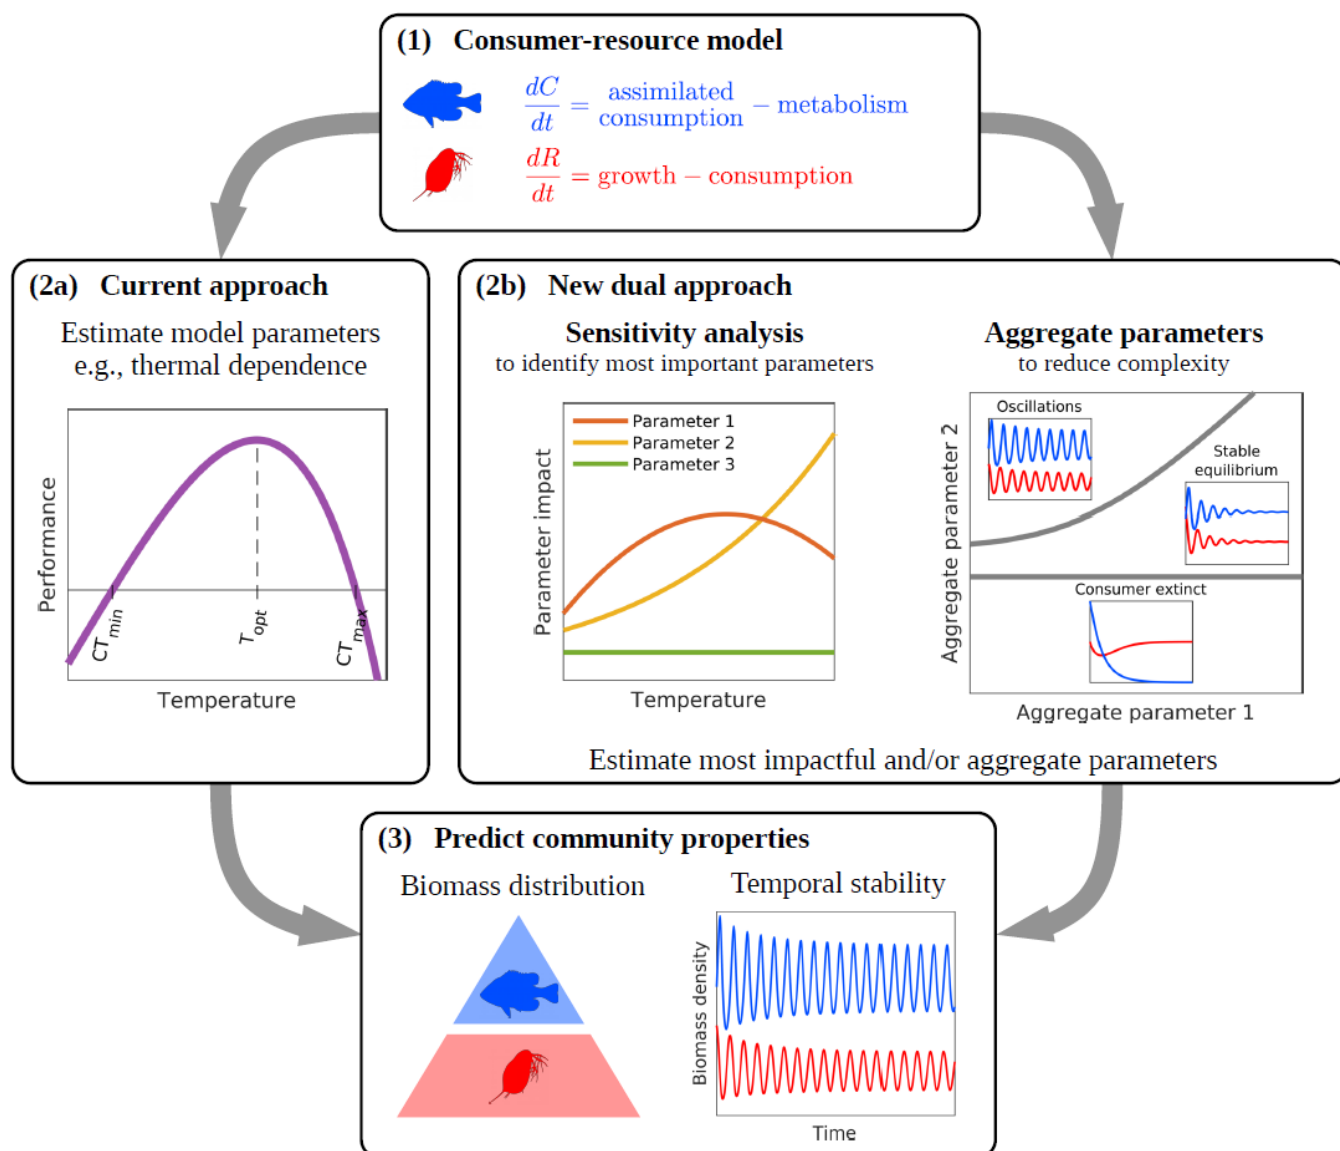 (1) Consumer-resource model
dC/dt = assimilated consumption − metabolism
dR/dt = growth − consumption
(2a) Current approach
Estimate model parameters
e.g., thermal dependence
Performance
CT_min
T_opt
CT_max
Temperature
(2b) New dual approach
Sensitivity analysis
to identify most important parameters
Parameter 1
Parameter 2
Parameter 3
Parameter impact
Temperature
Aggregate parameters
to reduce complexity
Oscillations
Stable
equilibrium
Consumer extinct
Aggregate parameter 2
Aggregate parameter 1
Estimate most impactful and/or aggregate parameters
(3) Predict community properties
Biomass distribution
Temporal stability
Biomass density
Time